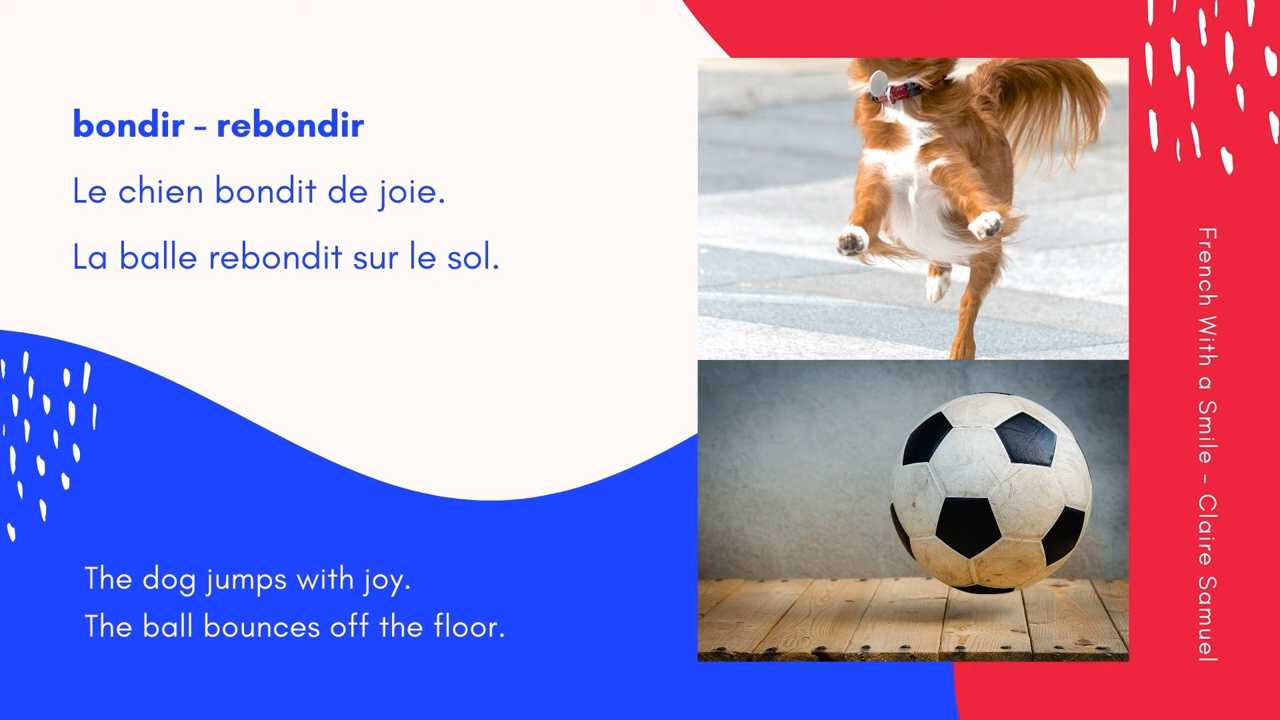 bondir - rebondir
Le chien bondit de joie.
La balle rebondit sur le sol.
The dog jumps with joy.
The ball bounces off the floor.
French With a Smile - Claire Samuel